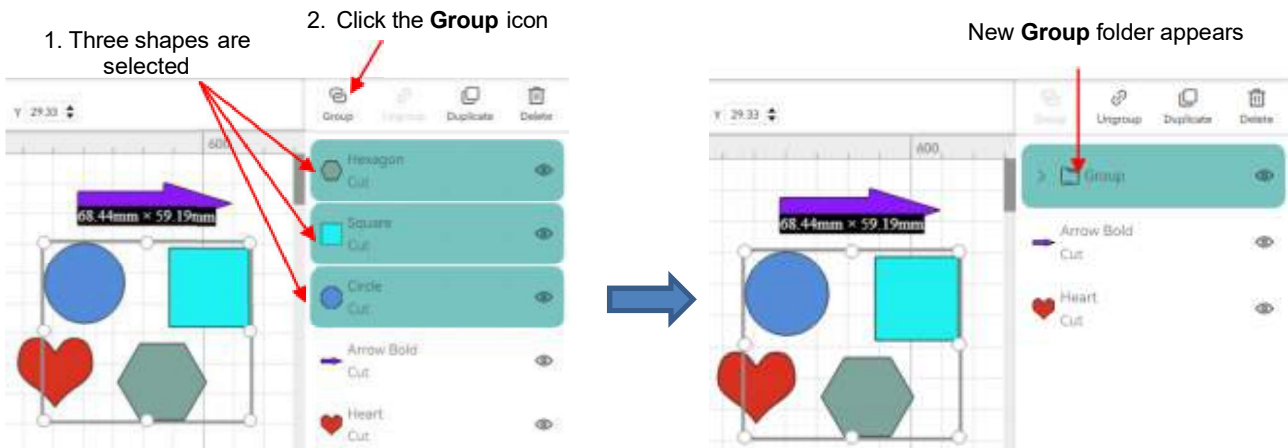 1. Three shapes are
selected
2. Click the Group icon
Y 29.33
Group Ungroup Duplicate Delete
600
68.44mm × 59.19mm
Hexagon
Cut
Square
Cut
Circle
Cut
Arrow Bold
Cut
Heart
Cut
New Group folder appears
Y 29.33
Group Ungroup Duplicate Delete
600
68.44mm × 59.19mm
Group
Arrow Bold
Cut
Heart
Cut